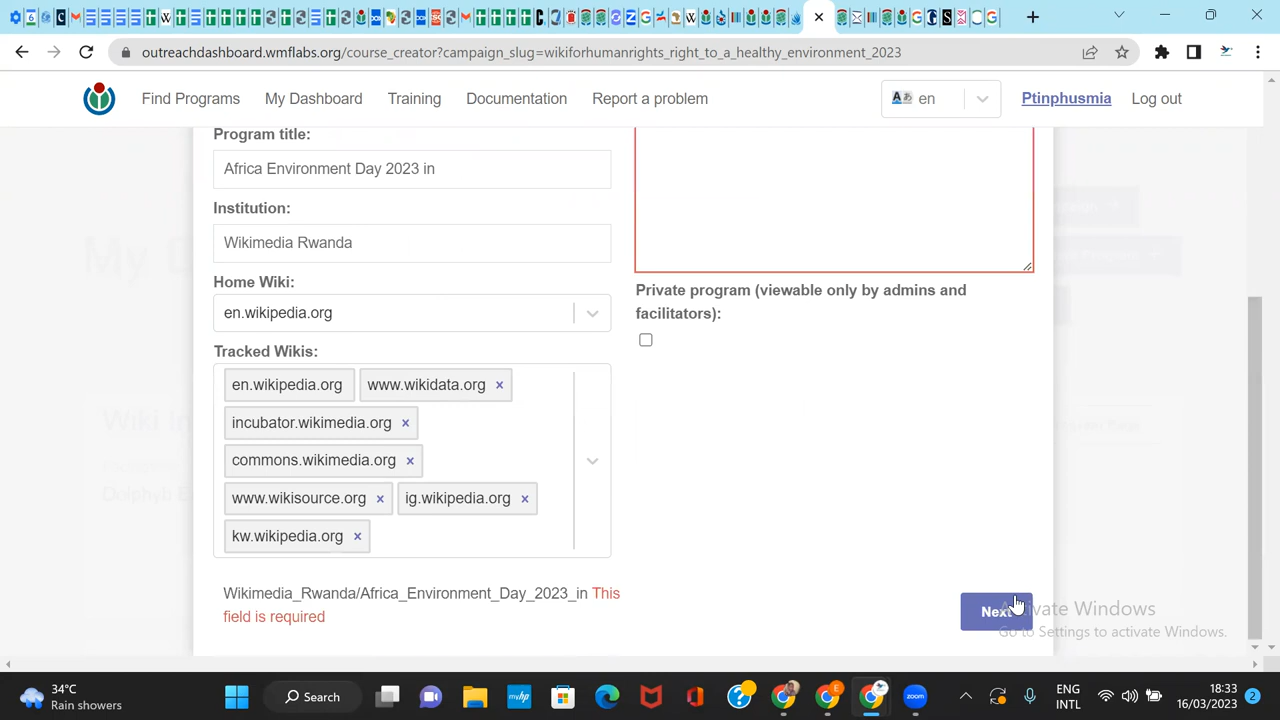 outreachdashboard.wmflabs.org/course_creator?campaign_slug=wikiforhumanrights_right_to_a_healthy_environment_2023
Find Programs My Dashboard Training Documentation Report a problem en Ptinphusmia Log out
Program title:
Africa Environment Day 2023 in
Institution:
Wikimedia Rwanda
Home Wiki:
en.wikipedia.org
Tracked Wikis:
en.wikipedia.org × www.wikidata.org ×
incubator.wikimedia.org ×
commons.wikimedia.org ×
www.wikisource.org × ig.wikipedia.org ×
kw.wikipedia.org ×
Wikimedia_Rwanda/Africa_Environment_Day_2023_in This
field is required
Private program (viewable only by admins and
facilitators):
Next
Activate Windows
Go to Settings to activate Windows.
34°C
Rain showers
Search
ENG
INTL
18:33
16/03/2023
2